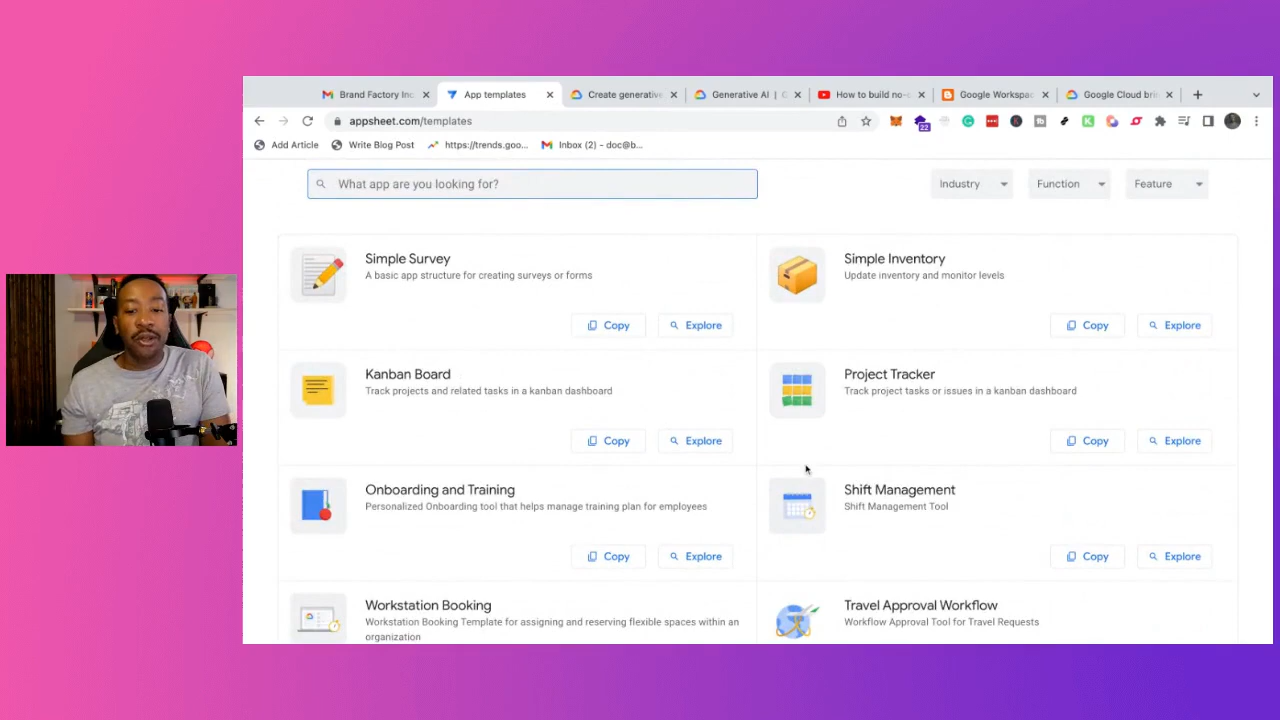 Brand Factory Inc
App templates
Create generative
Generative AI | G
How to build no-
Google Workspac
Google Cloud bri
appsheet.com/templates
22
Add Article
Write Blog Post
https://trends.goo...
Inbox (2) - doc@b...
What app are you looking for?
Industry
Function
Feature
Simple Survey
A basic app structure for creating surveys or forms
Copy
Explore
Simple Inventory
Update inventory and monitor levels
Copy
Explore
Kanban Board
Track projects and related tasks in a kanban dashboard
Copy
Explore
Project Tracker
Track project tasks or issues in a kanban dashboard
Copy
Explore
Onboarding and Training
Personalized Onboarding tool that helps manage training plan for employees
Copy
Explore
Shift Management
Shift Management Tool
Copy
Explore
Workstation Booking
Workstation Booking Template for assigning and reserving flexible spaces within an
organization
Travel Approval Workflow
Workflow Approval Tool for Travel Requests